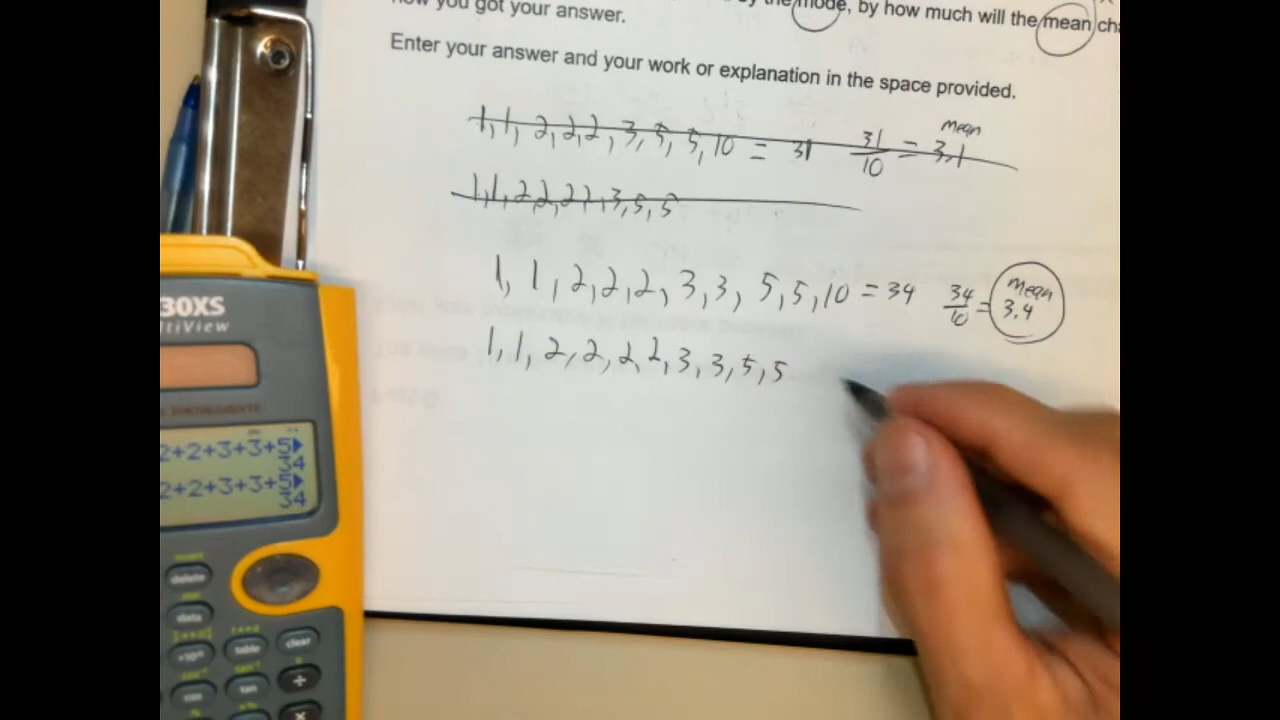 how you got your answer. by the mode, by how much will the mean
Enter your answer and your work or explanation in the space provided.
1, 1, 2, 2, 2, 3, 5, 5, 10 = 31 31/10 = 3.1 mean
1, 1, 2, 2, 2, 2, 3, 5, 5
1, 1, 2, 2, 2, 3, 3, 5, 5, 10 = 34 34/10 = mean 3.4
1, 1, 2, 2, 2, 2, 3, 3, 5, 5
30XS
MultiView
2+2+3+3+5
34
2+2+3+3+5
34
delete
data
table
clear
cos
tan
+
×